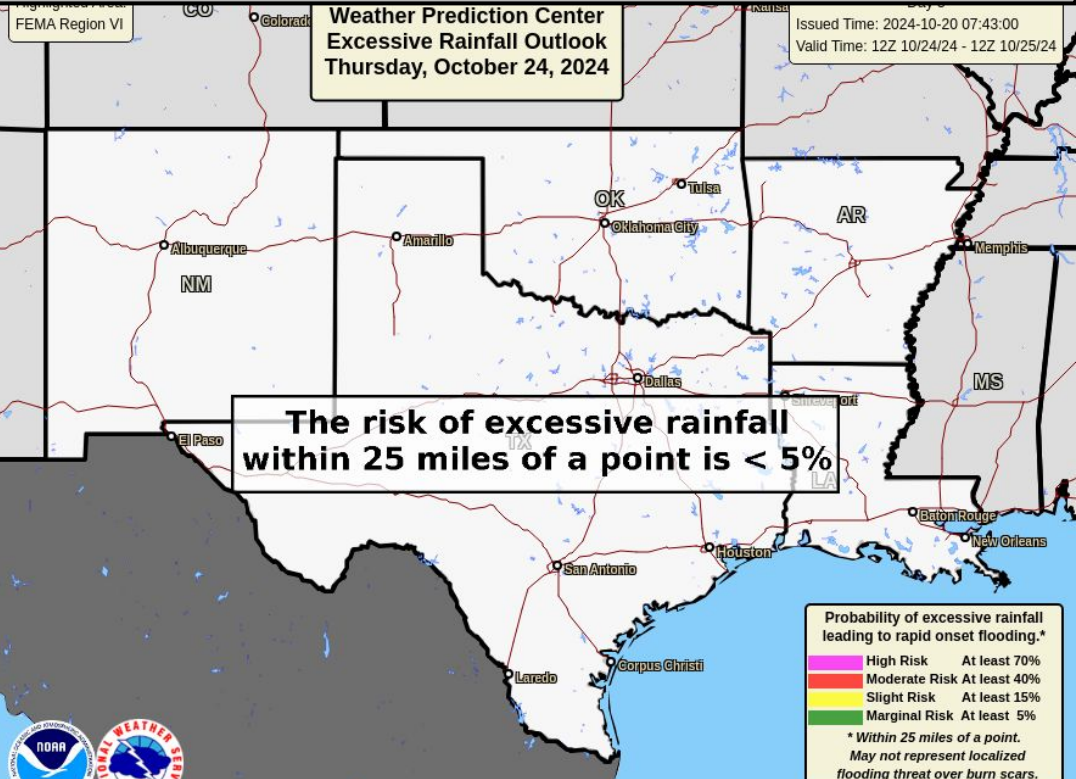 Highlighted Area:
FEMA Region VI
Weather Prediction Center
Excessive Rainfall Outlook
Thursday, October 24, 2024
Issued Time: 2024-10-20 07:43:00
Valid Time: 12Z 10/24/24 - 12Z 10/25/24
CO
Colorado
Kansa
Tulsa
OK
Oklahoma City
AR
Amarillo
Albuquerque
Memphis
NM
Dallas
MS
Shreveport
The risk of excessive rainfall
within 25 miles of a point is < 5%
TX
LA
El Paso
Baton Rouge
New Orleans
Houston
San Antonio
Corpus Christi
Laredo
Probability of excessive rainfall
leading to rapid onset flooding.*
High Risk At least 70%
Moderate Risk At least 40%
Slight Risk At least 15%
Marginal Risk At least 5%
* Within 25 miles of a point.
May not represent localized
flooding threat over burn scars.
NOAA
NAL WEATHER SE